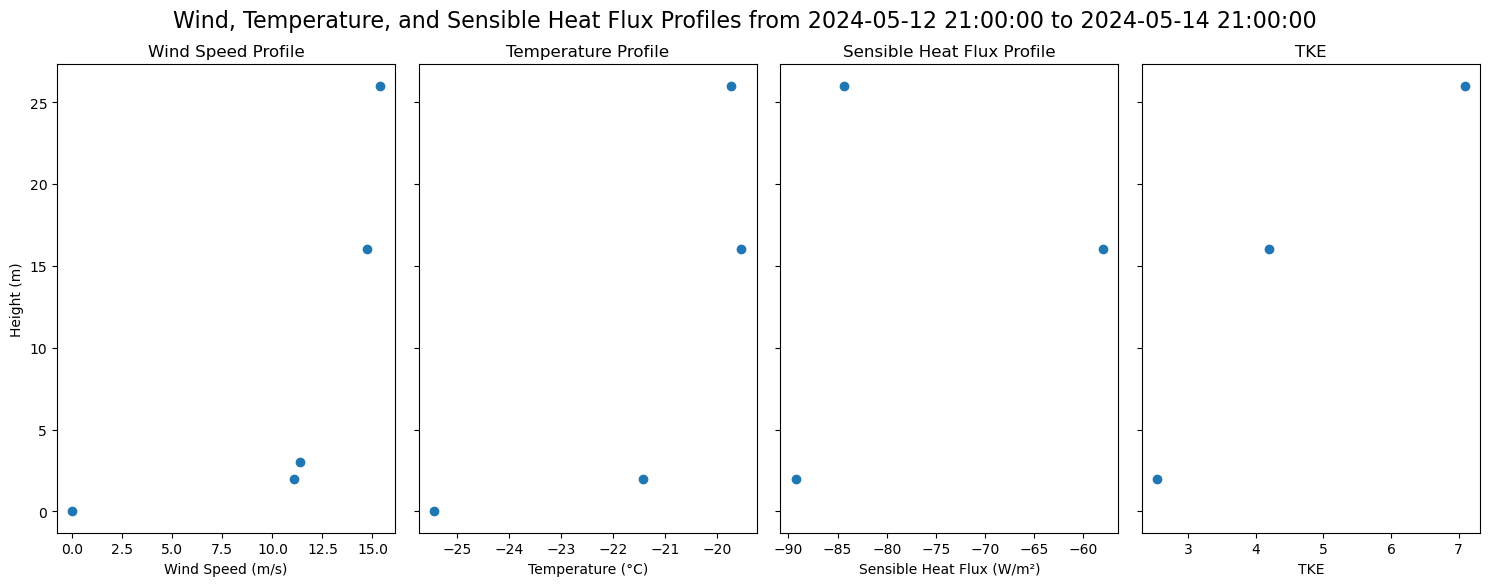 Wind, Temperature, and Sensible Heat Flux Profiles from 2024-05-12 21:00:00 to 2024-05-14 21:00:00
Wind Speed Profile
Temperature Profile
Sensible Heat Flux Profile
TKE
25
20
15
10
5
0
Height (m)
0.0 2.5 5.0 7.5 10.0 12.5 15.0
−25 −24 −23 −22 −21 −20
−90 −85 −80 −75 −70 −65 −60
3 4 5 6 7
Wind Speed (m/s)
Temperature (°C)
Sensible Heat Flux (W/m²)
TKE